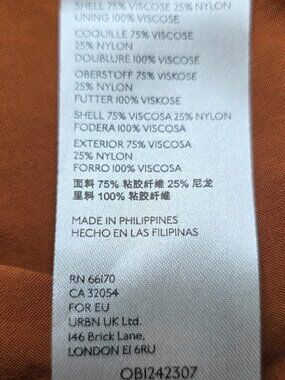 SHELL 75% VISCOSE 25% NYLON
LINING 100% VISCOSE
COQUILLE 75% VISCOSE
25% NYLON
DOUBLURE 100% VISCOSE
OBERSTOFF 75% VISKOSE
25% NYLON
FUTTER 100% VISKOSE
SHELL 75% VISCOSA 25% NYLON
FODERA 100% VISCOSA
EXTERIOR 75% VISCOSA
25% NYLON
FORRO 100% VISCOSA
面料 75% 粘胶纤维 25% 尼龙
里料 100% 粘胶纤维
MADE IN PHILIPPINES
HECHO EN LAS FILIPINAS
RN 66170
CA 32054
FOR EU
URBN UK Ltd.
146 Brick Lane,
LONDON E1 6RU
OB1242307